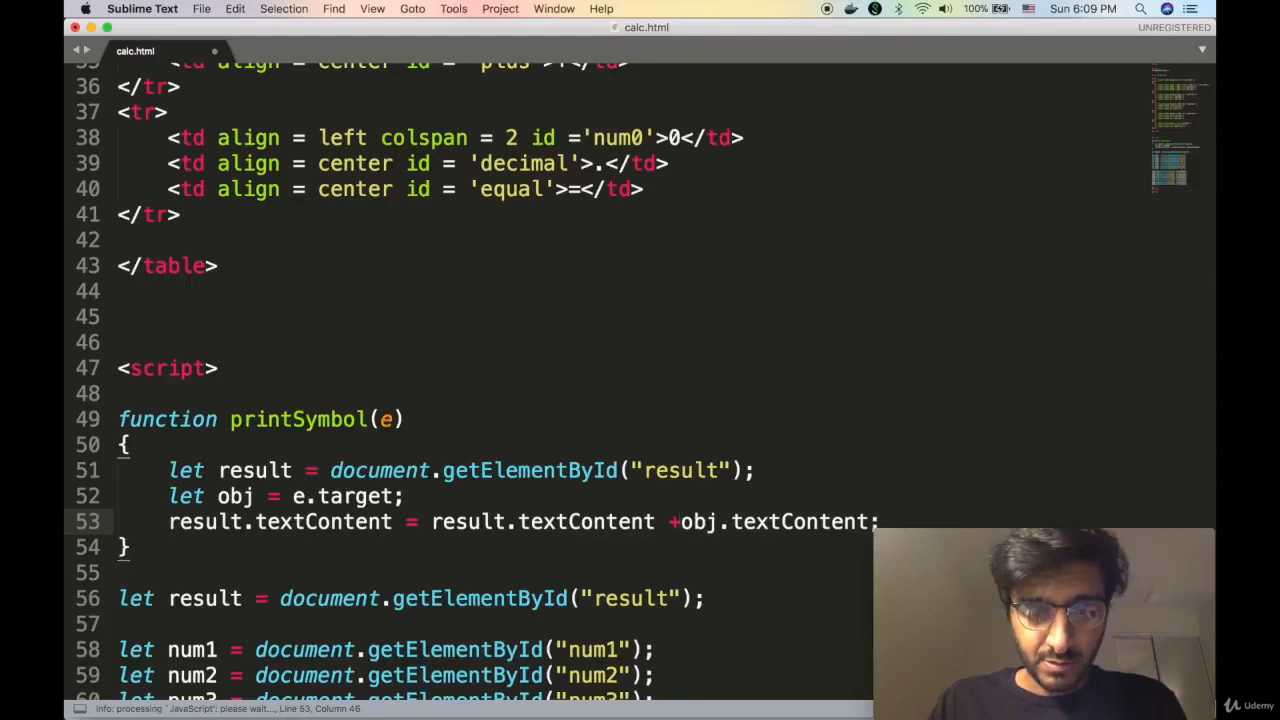 Sublime Text File Edit Selection Find View Goto Tools Project Window Help 100% Sun 6:09 PM
calc.html UNREGISTERED
calc.html
35 <td align = center id = 'plus'>+</td>
36 </tr>
37 <tr>
38 <td align = left colspan = 2 id ='num0'>0</td>
39 <td align = center id = 'decimal'>.</td>
40 <td align = center id = 'equal'>=</td>
41 </tr>
42
43 </table>
44
45
46
47 <script>
48
49 function printSymbol(e)
50 {
51 let result = document.getElementById("result");
52 let obj = e.target;
53 result.textContent = result.textContent +obj.textContent;
54 }
55
56 let result = document.getElementById("result");
57
58 let num1 = document.getElementById("num1");
59 let num2 = document.getElementById("num2");
60 let num3 = document.getElementById("num3");
Info: processing `JavaScript`: please wait..., Line 53, Column 46
Udemy